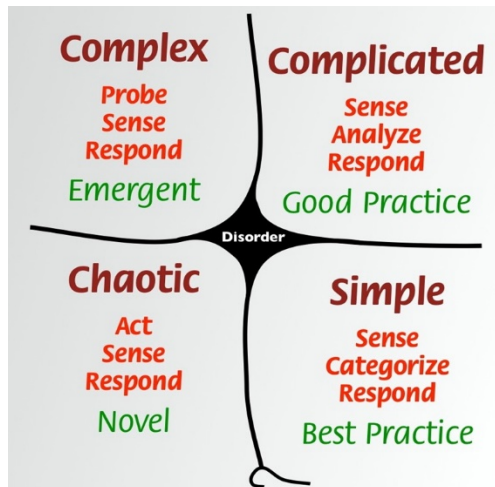 Complex
Probe
Sense
Respond
Emergent
Complicated
Sense
Analyze
Respond
Good Practice
Disorder
Chaotic
Act
Sense
Respond
Novel
Simple
Sense
Categorize
Respond
Best Practice